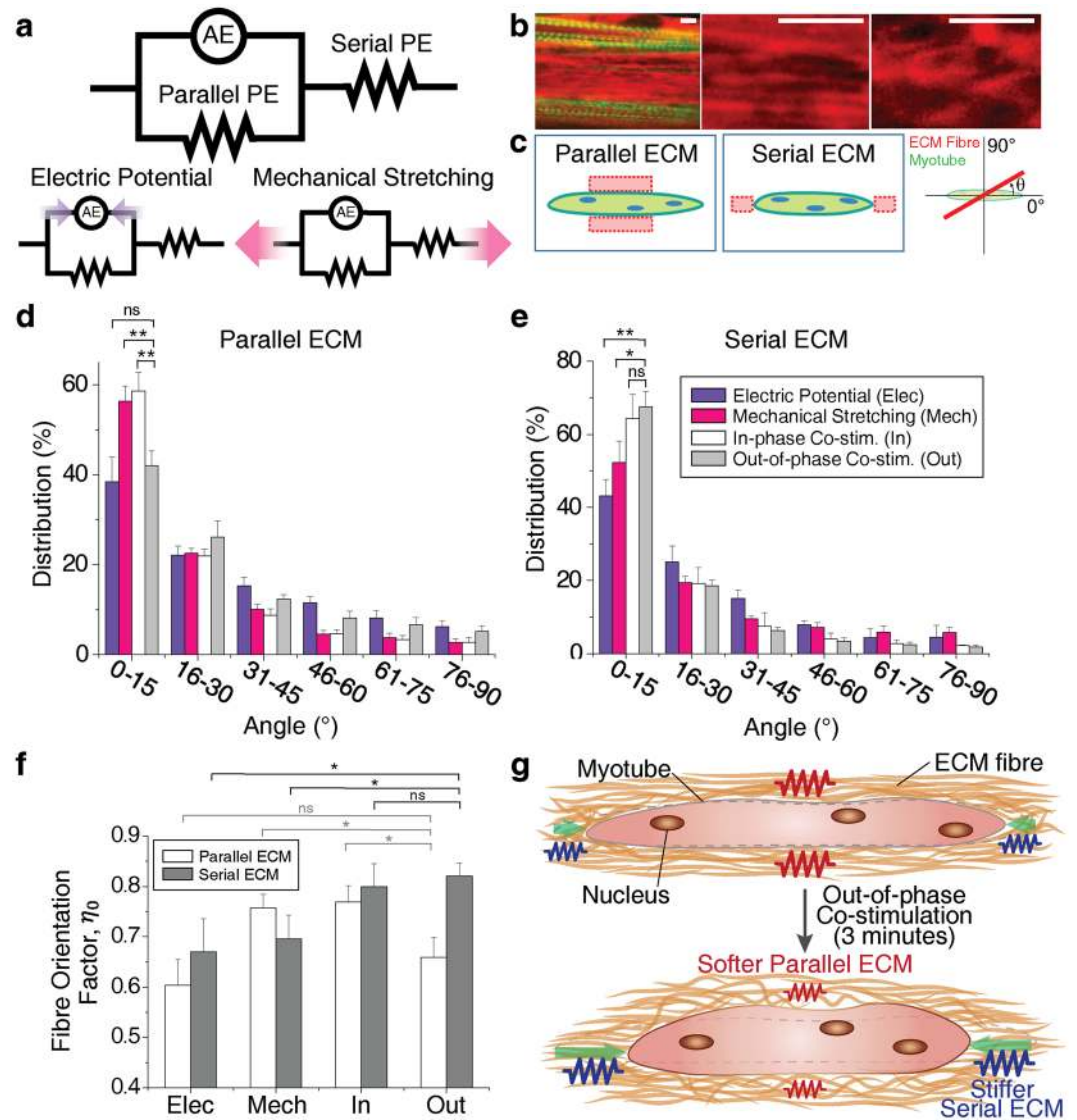 a
AE
Serial PE
Parallel PE
Electric Potential
AE
Mechanical Stretching
AE
b
c
Parallel ECM
Serial ECM
ECM Fibre
Myotube
90°
θ
0°
d
Parallel ECM
ns
**
**
Distribution (%)
60
40
20
0
0-15
16-30
31-45
46-60
61-75
76-90
Angle (°)
e
Serial ECM
**
*
ns
Electric Potential (Elec)
Mechanical Stretching (Mech)
In-phase Co-stim. (In)
Out-of-phase Co-stim. (Out)
Distribution (%)
80
60
40
20
0
0-15
16-30
31-45
46-60
61-75
76-90
Angle (°)
f
*
*
ns
ns
*
*
Parallel ECM
Serial ECM
Fibre Orientation
Factor, η0
0.9
0.8
0.7
0.6
0.5
0.4
Elec
Mech
In
Out
g
Myotube
ECM fibre
Nucleus
Out-of-phase
Co-stimulation
(3 minutes)
Softer Parallel ECM
Stiffer
Serial ECM